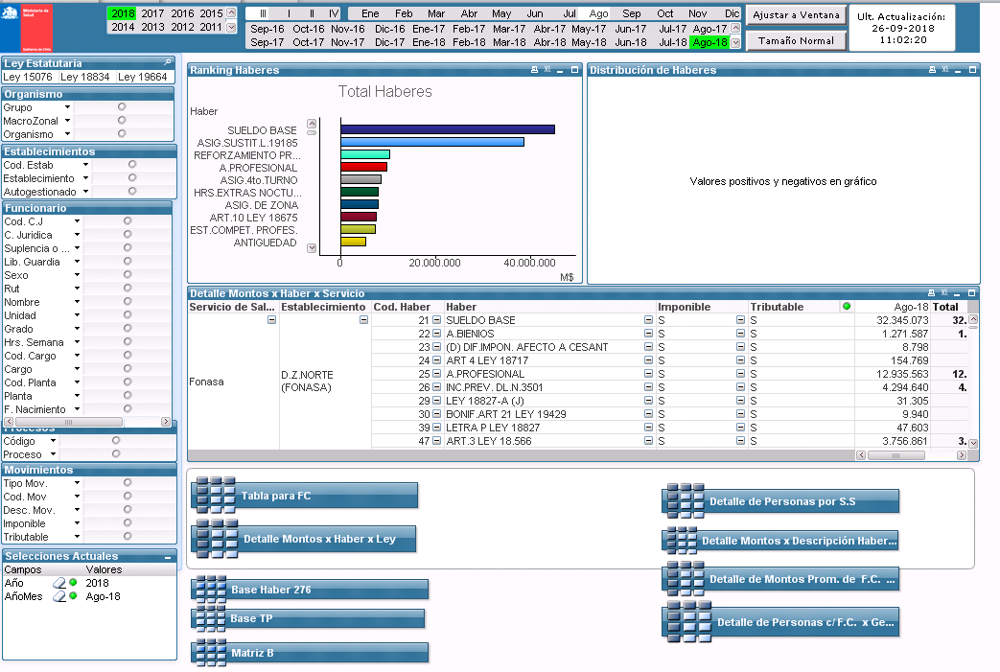 Ministerio de Salud
Gobierno de Chile
2018 2017 2016 2015
2014 2013 2012 2011
III I II IV
Ene Feb Mar Abr May Jun Jul Ago Sep Oct Nov Dic
Sep-16 Oct-16 Nov-16 Dic-16 Ene-17 Feb-17 Mar-17 Abr-17 May-17 Jun-17 Jul-17 Ago-17
Sep-17 Oct-17 Nov-17 Dic-17 Ene-18 Feb-18 Mar-18 Abr-18 May-18 Jun-18 Jul-18 Ago-18
Ajustar a Ventana
Tamaño Normal
Ult. Actualización:
26-09-2018
11:02:20
Ley Estatutaria
Ley 15076 Ley 18834 Ley 19664
Organismo
Grupo
MacroZonal
Organismo
Establecimientos
Cod. Estab
Establecimiento
Autogestionado
Funcionario
Cod. C.J
C. Juridica
Suplencia o ...
Lib. Guardia
Sexo
Rut
Nombre
Unidad
Grado
Hrs. Semana
Cod. Cargo
Cargo
Cod. Planta
Planta
F. Nacimiento
Procesos
Código
Proceso
Movimientos
Tipo Mov.
Cod. Mov
Desc. Mov.
Imponible
Tributable
Selecciones Actuales
Campos Valores
Año 2018
AñoMes Ago-18
Ranking Haberes XL
Total Haberes
Haber
SUELDO BASE
ASIG.SUSTIT.L.19185
REFORZAMIENTO PR...
A.PROFESIONAL
ASIG.4to.TURNO
HRS.EXTRAS NOCTU...
ASIG. DE ZONA
ART.10 LEY 18675
EST.COMPET. PROFES.
ANTIGUEDAD
0 20.000.000 40.000.000
M$
Distribución de Haberes XL
Valores positivos y negativos en gráfico
Detalle Montos x Haber x Servicio XL
Servicio de Sal... Establecimiento Cod. Haber Haber Imponible Tributable Ago-18 Total
Fonasa D.Z.NORTE (FONASA)
21 SUELDO BASE S S 32.345.073 32.
22 A.BIENIOS S S 1.271.587 1.
23 (D) DIF.IMPON. AFECTO A CESANT S S 8.798
24 ART 4 LEY 18717 S S 154.769
25 A.PROFESIONAL S S 12.935.563 12.
26 INC.PREV. DL.N.3501 S S 4.294.640 4.
29 LEY 18827-A (J) S S 31.305
30 BONIF.ART 21 LEY 19429 S S 9.940
39 LETRA P LEY 18827 S S 47.603
47 ART.3 LEY 18.566 S S 3.756.861 3.
Tabla para FC
Detalle Montos x Haber x Ley
Base Haber 276
Base TP
Matriz B
Detalle de Personas por S.S
Detalle Montos x Descripción Haber...
Detalle de Montos Prom. de F.C. ...
Detalle de Personas c/ F.C. x Ge...